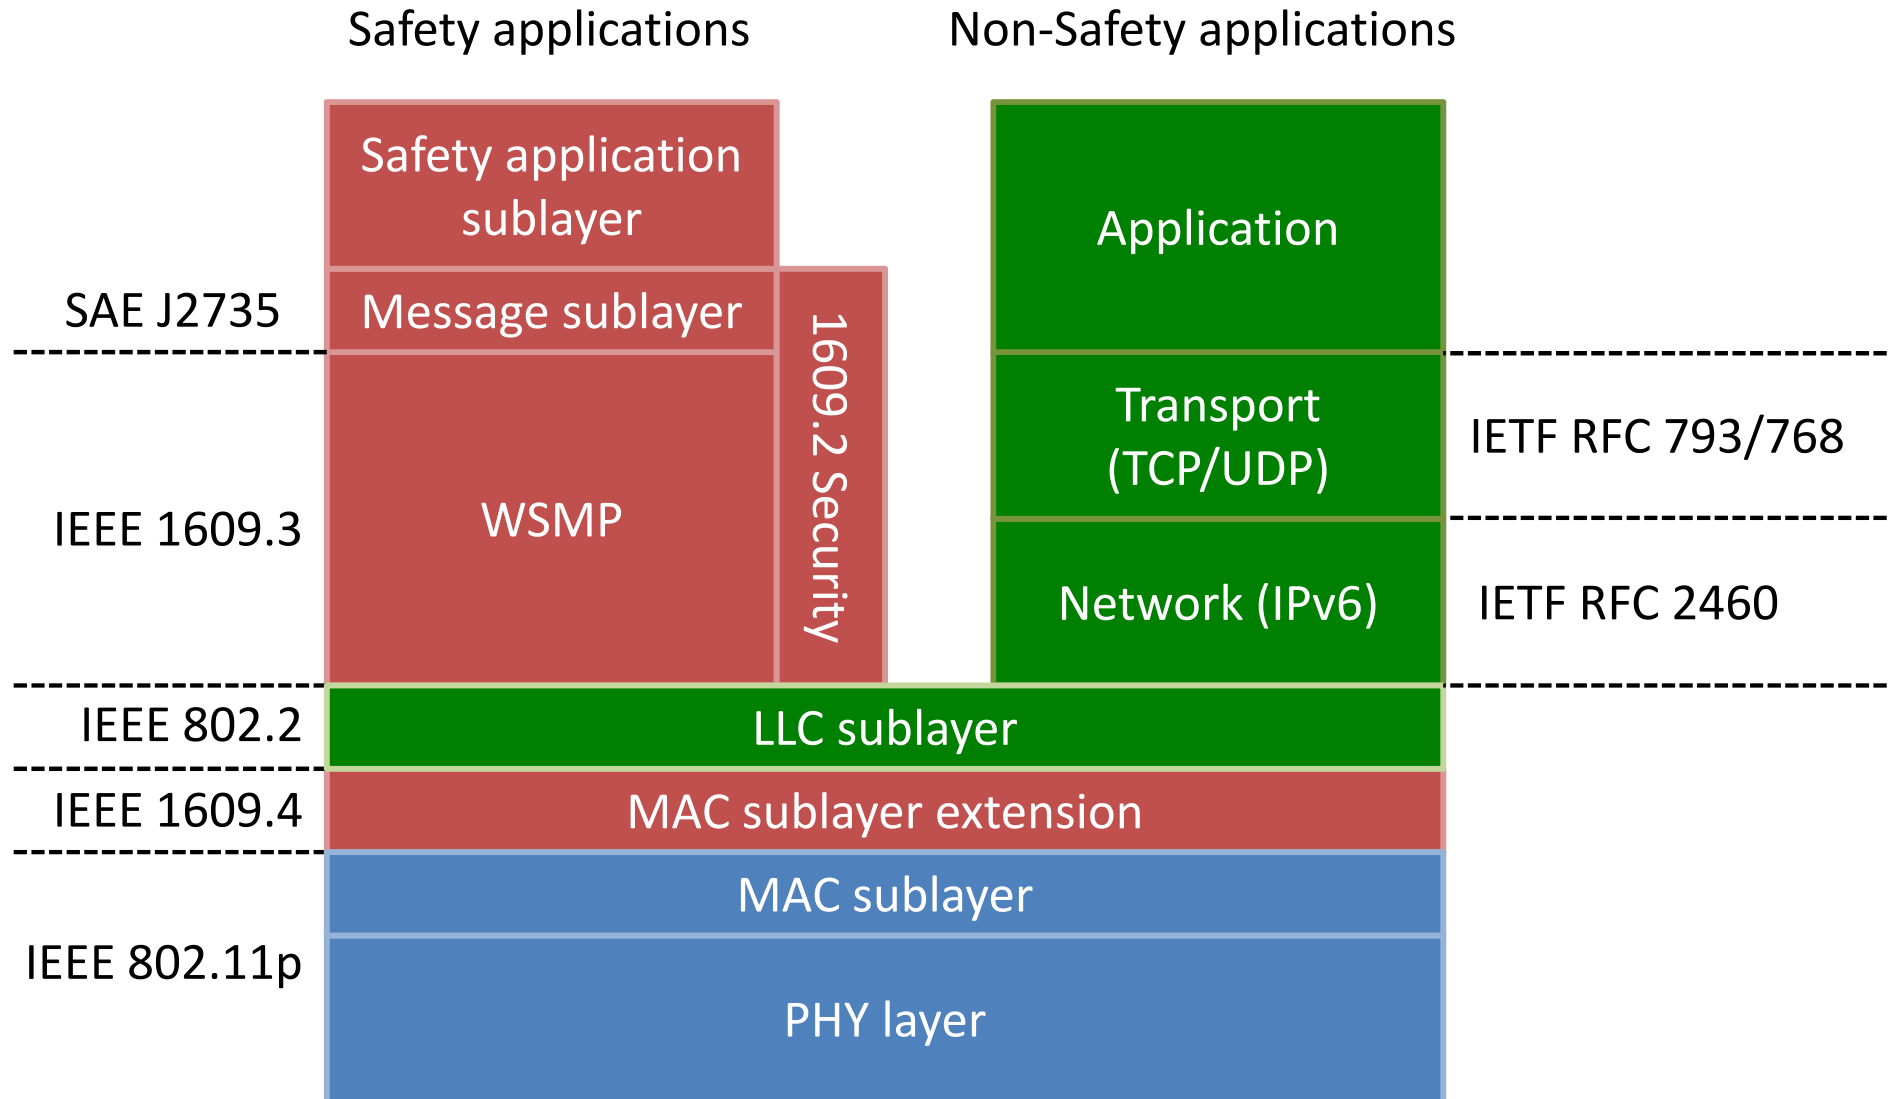 Safety applications
Non-Safety applications
Safety application
sublayer
Application
SAE J2735
Message sublayer
1609.2 Security
Transport
(TCP/UDP)
IETF RFC 793/768
IEEE 1609.3
WSMP
Network (IPv6)
IETF RFC 2460
IEEE 802.2
LLC sublayer
IEEE 1609.4
MAC sublayer extension
MAC sublayer
IEEE 802.11p
PHY layer